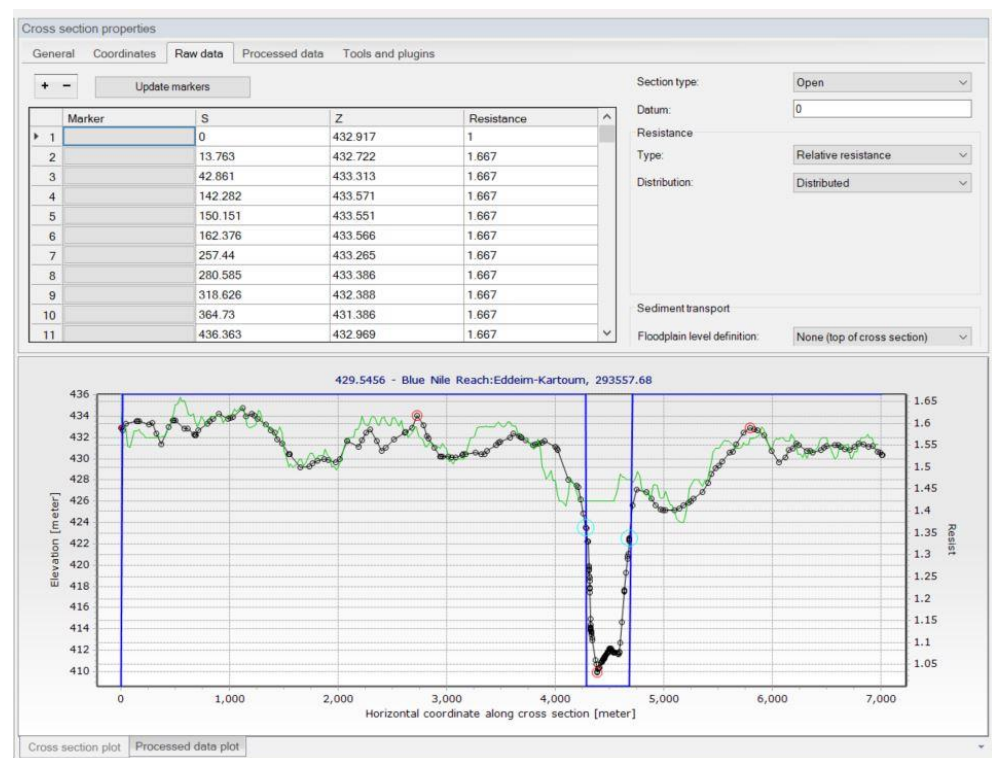 Cross section properties
General Coordinates Raw data Processed data Tools and plugins
+ - Update markers
Marker S Z Resistance
1 0 432.917 1
2 13.763 432.722 1.667
3 42.861 433.313 1.667
4 142.282 433.571 1.667
5 150.151 433.551 1.667
6 162.376 433.566 1.667
7 257.44 433.265 1.667
8 280.585 433.386 1.667
9 318.626 432.388 1.667
10 364.73 431.386 1.667
11 436.363 432.969 1.667
Section type: Open
Datum: 0
Resistance
Type: Relative resistance
Distribution: Distributed
Sediment transport
Floodplain level definition: None (top of cross section)
429.5456 - Blue Nile Reach:Eddeim-Kartoum, 293557.68
Elevation [meter]
436
434
432
430
428
426
424
422
420
418
416
414
412
410
1.65
1.6
1.55
1.5
1.45
1.4
1.35
1.3
1.25
1.2
1.15
1.1
1.05
Resist
0 1,000 2,000 3,000 4,000 5,000 6,000 7,000
Horizontal coordinate along cross section [meter]
Cross section plot Processed data plot